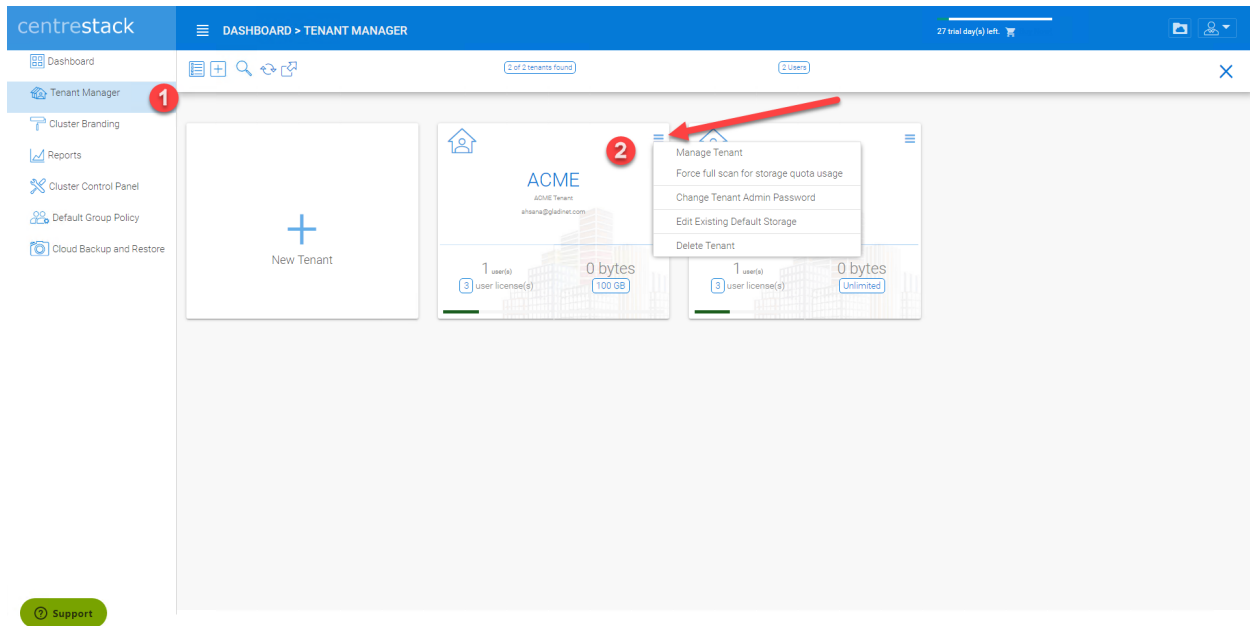 centrestack
DASHBOARD > TENANT MANAGER
27 trial day(s) left.
Dashboard
Tenant Manager
1
Cluster Branding
Reports
Cluster Control Panel
Default Group Policy
Cloud Backup and Restore
Support
2 of 2 tenants found
2 Users
New Tenant
2
ACME
ACME Tenant
ahsana@gladinet.com
1 user(s)
0 bytes
3 user license(s)
100 GB
Manage Tenant
Force full scan for storage quota usage
Change Tenant Admin Password
Edit Existing Default Storage
Delete Tenant
1 user(s)
0 bytes
3 user license(s)
Unlimited